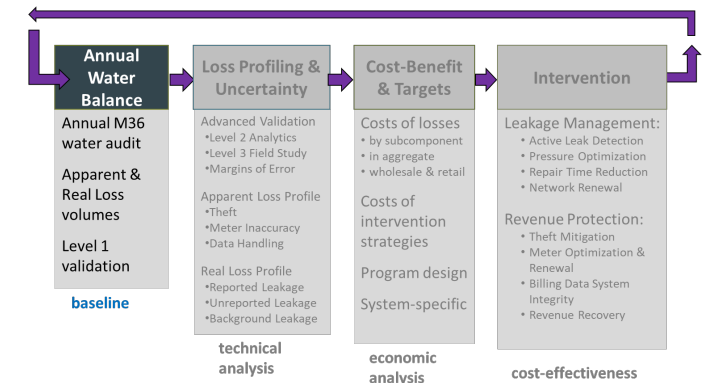 Annual
Water
Balance
Annual M36
water audit
Apparent &
Real Loss
volumes
Level 1
validation
baseline
Loss Profiling &
Uncertainty
Advanced Validation
•Level 2 Analytics
•Level 3 Field Study
•Margins of Error
Apparent Loss Profile
•Theft
•Meter Inaccuracy
•Data Handling
Real Loss Profile
•Reported Leakage
•Unreported Leakage
•Background Leakage
technical
analysis
Cost-Benefit
& Targets
Costs of losses
• by subcomponent
• in aggregate
• wholesale & retail
Costs of
intervention
strategies
Program design
System-specific
economic
analysis
Intervention
Leakage Management:
• Active Leak Detection
• Pressure Optimization
• Repair Time Reduction
• Network Renewal
Revenue Protection:
• Theft Mitigation
• Meter Optimization &
Renewal
• Billing Data System
Integrity
• Revenue Recovery
cost-effectiveness